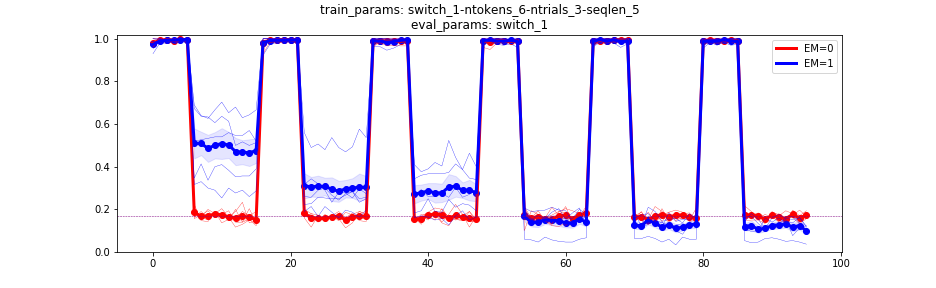 train_params: switch_1-ntokens_6-ntrials_3-seqlen_5
eval_params: switch_1
1.0
0.8
0.6
0.4
0.2
0.0
0 20 40 60 80 100
EM=0
EM=1